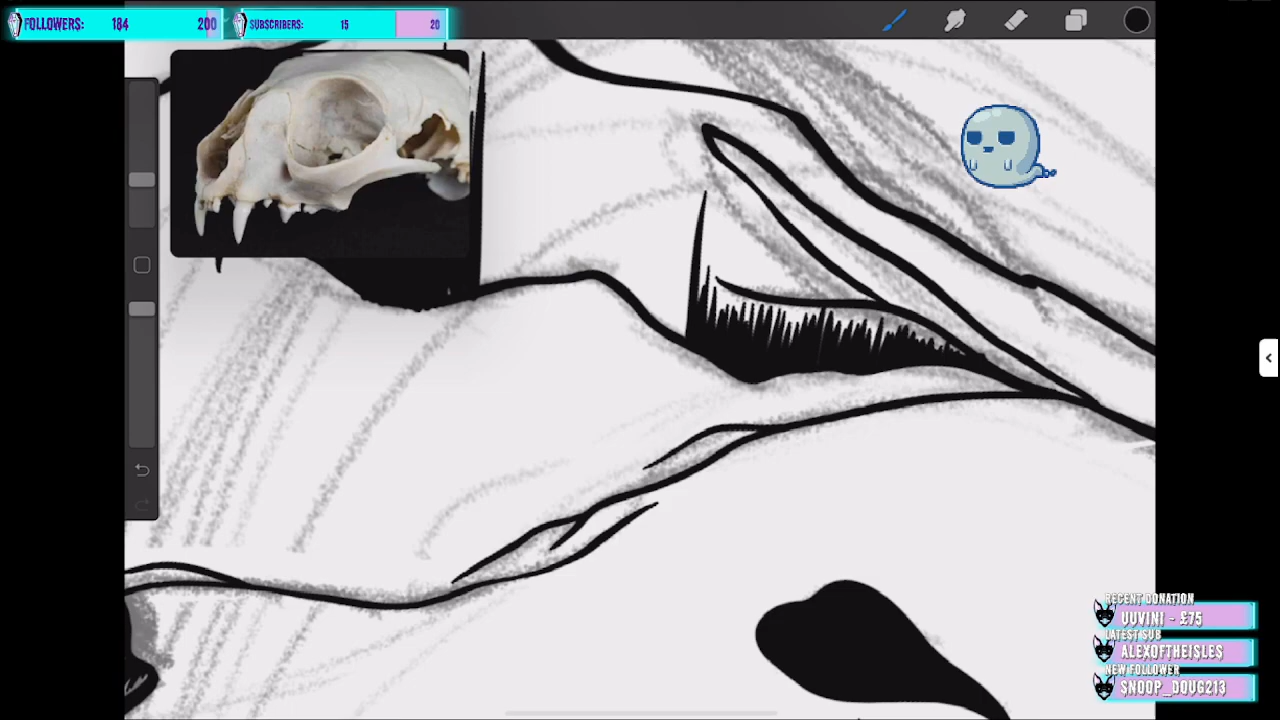 FOLLOWERS: 184 200
SUBSCRIBERS: 15 20
RECENT DONATION
UUVINI - £75
LATEST SUB
ALEXOFTHEISLES
NEW FOLLOWER
SNOOP_DOUG213